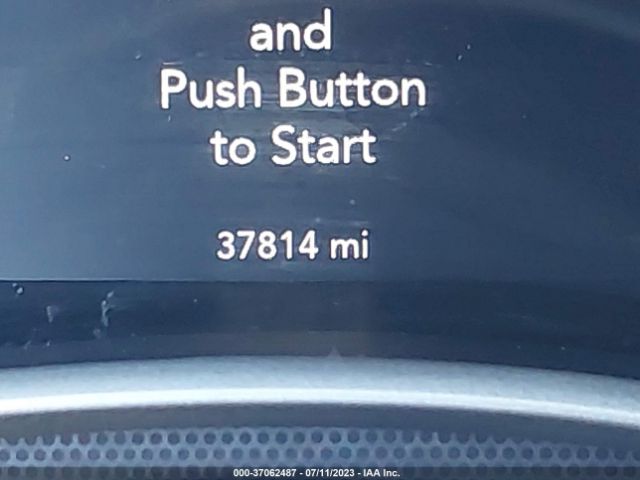 and
Push Button
to Start
37814 mi
000-37062487 - 07/11/2023 - IAA Inc.